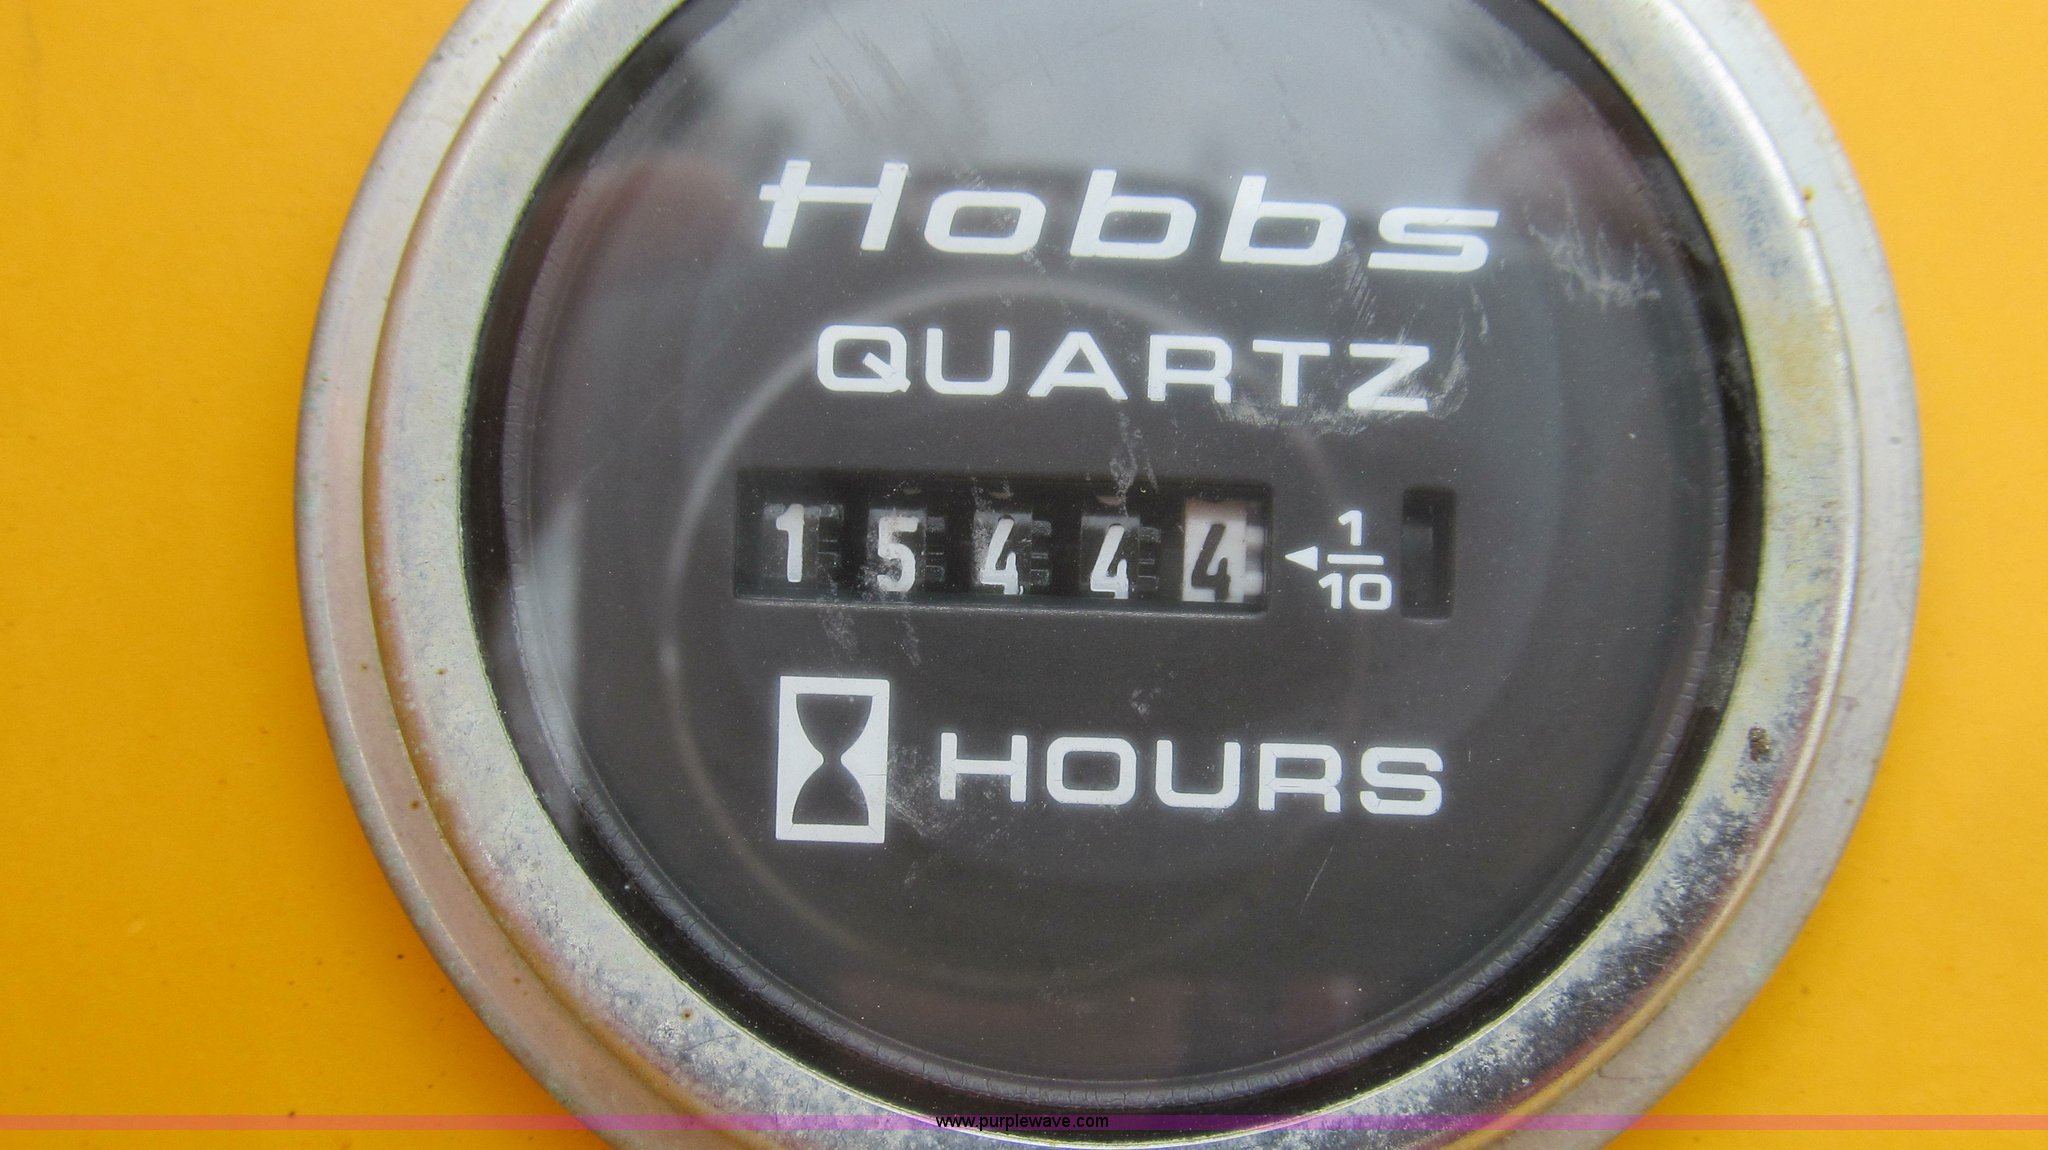 Hobbs
QUARTZ
15444 ◄ 1/10
HOURS
www.purplewave.com